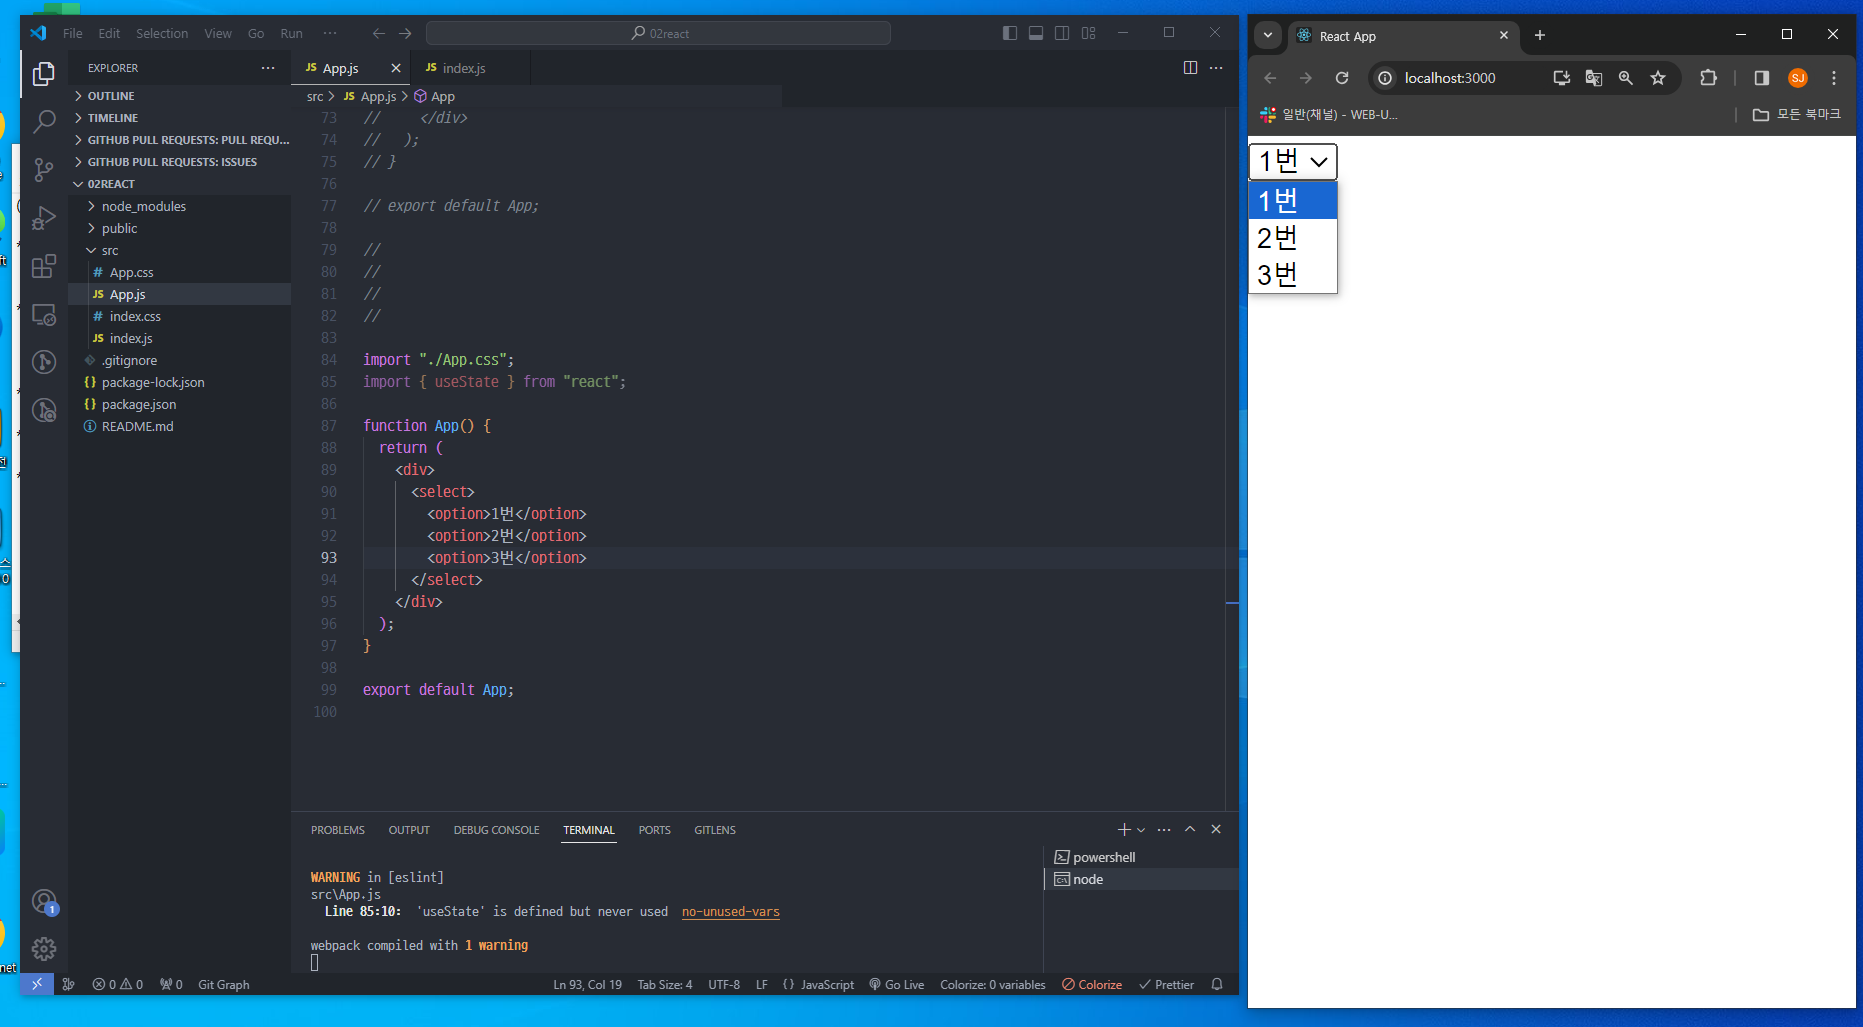 File Edit Selection View Go Run ··· 02react
EXPLORER ···
OUTLINE
TIMELINE
GITHUB PULL REQUESTS: PULL REQU...
GITHUB PULL REQUESTS: ISSUES
02REACT
node_modules
public
src
# App.css
JS App.js
# index.css
JS index.js
.gitignore
{} package-lock.json
{} package.json
README.md
1
JS App.js JS index.js
src > JS App.js > App
73 //     </div>
74 //   );
75 // }
76
77 // export default App;
78
79 //
80 //
81 //
82 //
83
84 import "./App.css";
85 import { useState } from "react";
86
87 function App() {
88   return (
89     <div>
90       <select>
91         <option>1번</option>
92         <option>2번</option>
93         <option>3번</option>
94       </select>
95     </div>
96   );
97 }
98
99 export default App;
100
PROBLEMS OUTPUT DEBUG CONSOLE TERMINAL PORTS GITLENS
WARNING in [eslint]
src\App.js
  Line 85:10:  'useState' is defined but never used  no-unused-vars
webpack compiled with 1 warning
powershell
node
0 0 0 Git Graph Ln 93, Col 19 Tab Size: 4 UTF-8 LF {} JavaScript Go Live Colorize: 0 variables Colorize Prettier
React App
localhost:3000 SJ
일반(채널) - WEB-U... 모든 북마크
1번
1번
2번
3번
ft
net